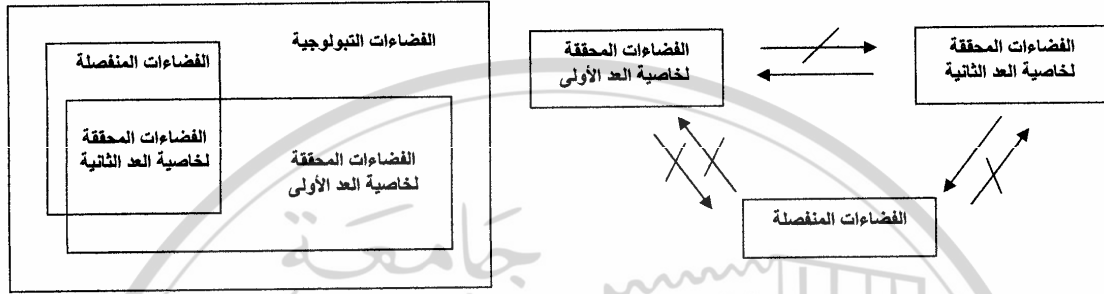 الفضاءات التبولوجية
الفضاءات المنفصلة
الفضاءات المحققة
لخاصية العد الثانية
الفضاءات المحققة
لخاصية العد الأولى
الفضاءات المحققة
لخاصية العد الأولى
الفضاءات المحققة
لخاصية العد الثانية
الفضاءات المنفصلة
جامعة